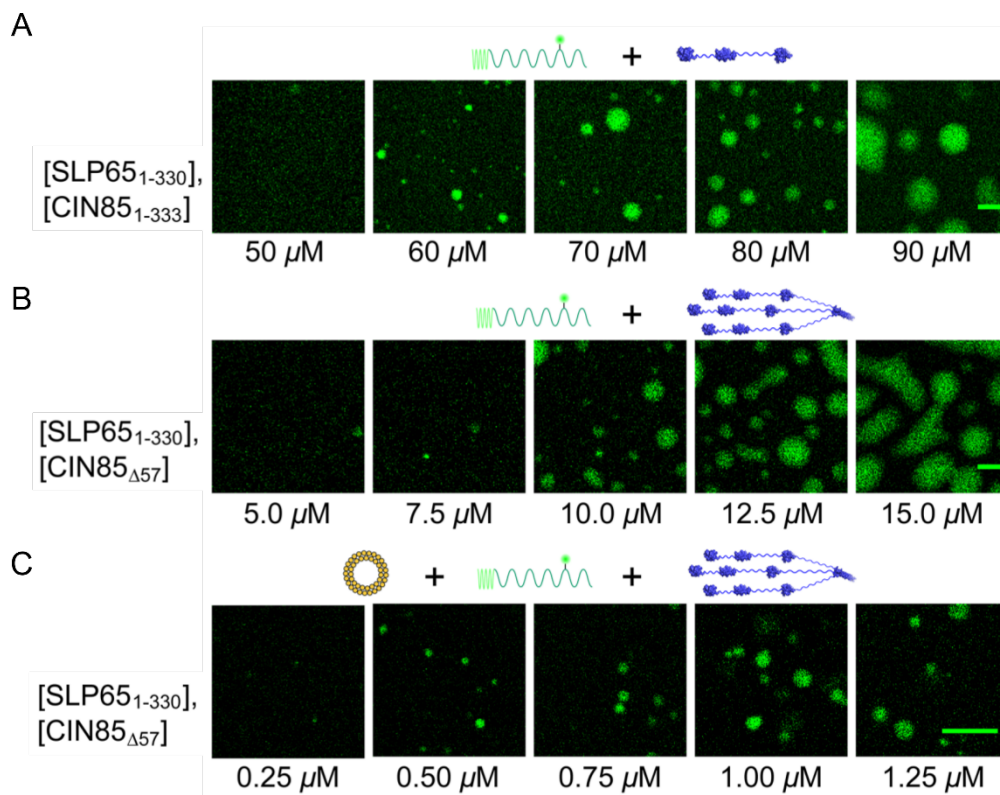 A
+
[SLP65₁₋₃₃₀],
[CIN85₁₋₃₃₃]
50 µM 60 µM 70 µM 80 µM 90 µM
B
+
[SLP65₁₋₃₃₀],
[CIN85Δ₅₇]
5.0 µM 7.5 µM 10.0 µM 12.5 µM 15.0 µM
C
+ +
[SLP65₁₋₃₃₀],
[CIN85Δ₅₇]
0.25 µM 0.50 µM 0.75 µM 1.00 µM 1.25 µM